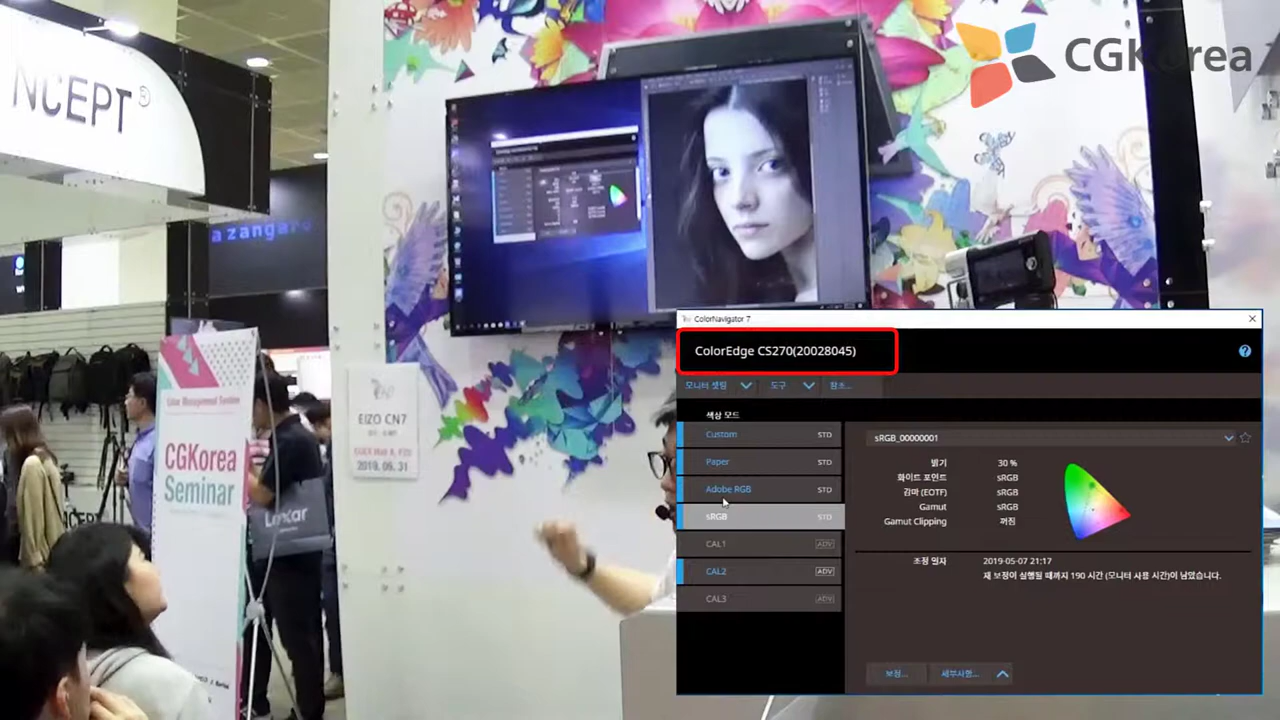 CGKorea
NCEPT®
azangaro
Color Management System
CGKorea
Seminar
EIZO CN7
2019. 05. 31
ColorNavigator 7
ColorEdge CS270(20028045)
모니터 셋팅
도구
참조...
색상 모드
Custom STD
Paper STD
Adobe RGB STD
sRGB STD
CAL1 ADV
CAL2 ADV
CAL3 ADV
sRGB_00000001
밝기 30 %
화이트 포인트 sRGB
감마 (EOTF) sRGB
Gamut sRGB
Gamut Clipping 꺼짐
조정 일자 2019-05-07 21:17
재 보정이 실행될 때까지 190 시간 (모니터 사용 시간)이 남았습니다.
보정...
세부사항...